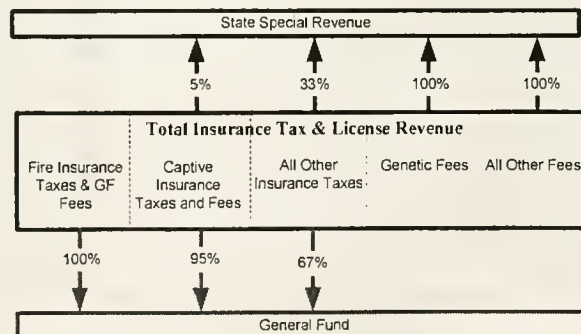 State Special Revenue
5%
33%
100%
100%
Total Insurance Tax & License Revenue
Fire Insurance
Taxes & GF
Fees
Captive
Insurance
Taxes and Fees
All Other
Insurance Taxes
Genetic Fees
All Other Fees
100%
95%
67%
General Fund